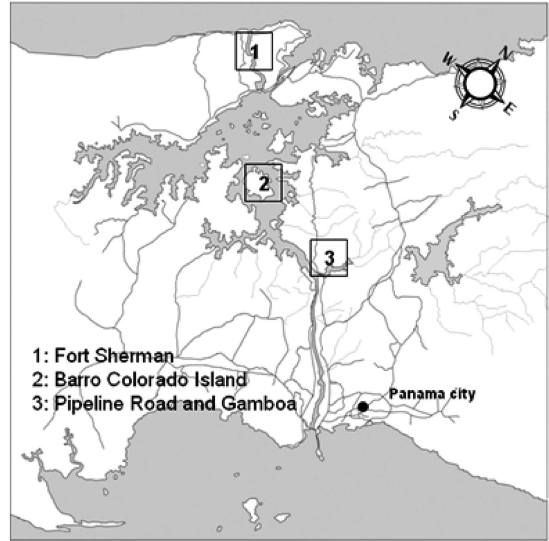 1
N
W
E
S
2
3
1: Fort Sherman
2: Barro Colorado Island
3: Pipeline Road and Gamboa
Panama city